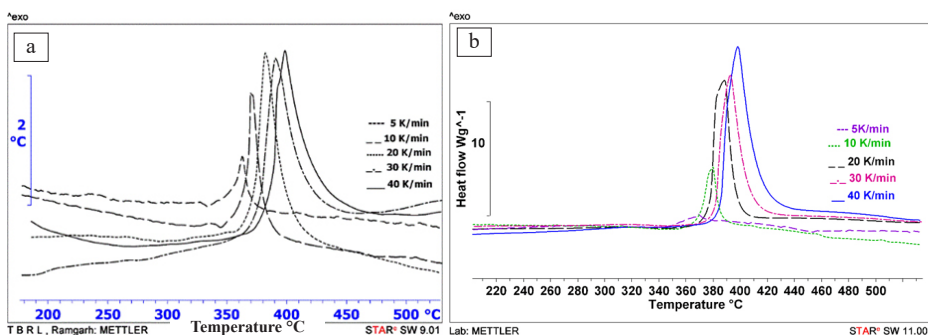 ^exo
a
2
°C
5 K/min
10 K/min
20 K/min
30 K/min
40 K/min
200 250 300 350 400 450 500 °C
T B R L , Ramgarh: METTLER Temperature °C STARe SW 9.01
^exo
b
Heat flow Wg^-1
10
5K/min
10 K/min
20 K/min
30 K/min
40 K/min
220 240 260 280 300 320 340 360 380 400 420 440 460 480 500
Temperature °C
Lab: METTLER STARe SW 11.00